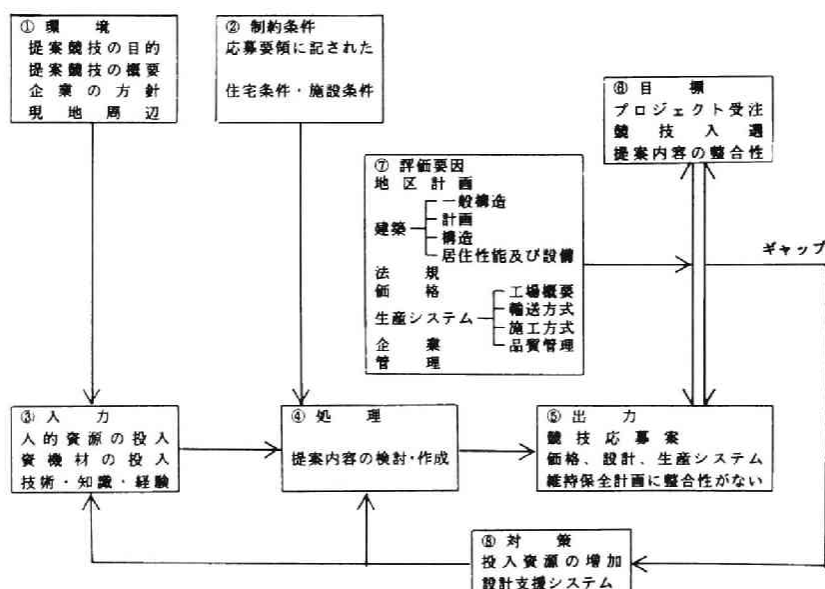 ① 環 境
提案競技の目的
提案競技の概要
企業の方針
現地周辺
② 制約条件
応募要領に記された
住宅条件・施設条件
⑥ 目 標
プロジェクト受注
競技入選
提案内容の整合性
⑦ 評価要因
地区計画
建築
一般構造
計画
構造
居住性能及び設備
法 規
価 格
生産システム
工場概要
輸送方式
施工方式
品質管理
企 業
管 理
ギャップ
③ 入 力
人的資源の投入
資機材の投入
技術・知識・経験
④ 処 理
提案内容の検討・作成
⑤ 出 力
競技応募案
価格、設計、生産システム
維持保全計画に整合性がない
⑧ 対 策
投入資源の増加
設計支援システム